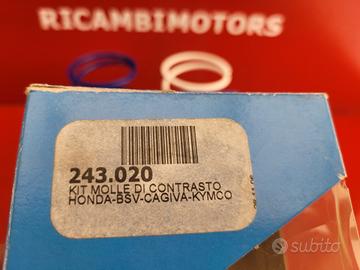 RICAMBIMOTORS
243.020
KIT MOLLE DI CONTRASTO
HONDA-BSV-CAGIVA-KYMCO
subito